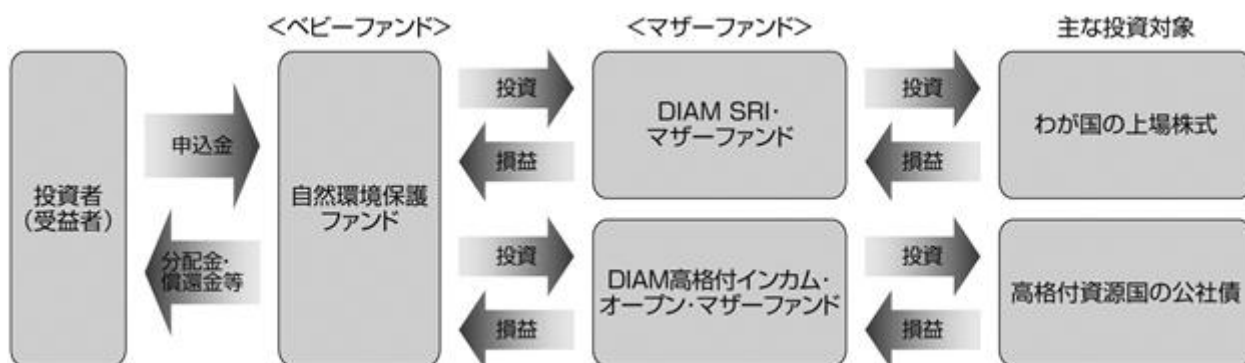 <ベビーファンド>
<マザーファンド>
主な投資対象
投資者
(受益者)
申込金
分配金・
償還金等
自然環境保護
ファンド
投資
損益
DIAM SRI・
マザーファンド
投資
損益
わが国の上場株式
投資
損益
DIAM高格付インカム・
オープン・マザーファンド
投資
損益
高格付資源国の公社債